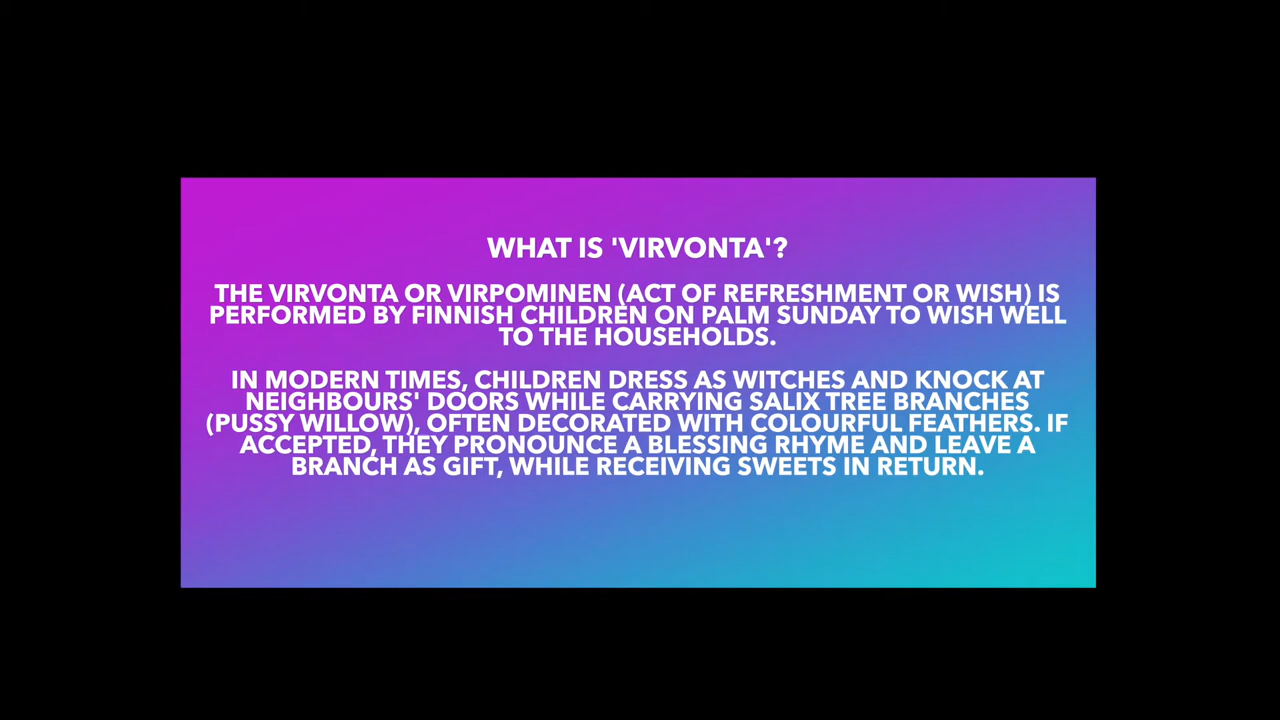 WHAT IS 'VIRVONTA'?
THE VIRVONTA OR VIRPOMINEN (ACT OF REFRESHMENT OR WISH) IS
PERFORMED BY FINNISH CHILDREN ON PALM SUNDAY TO WISH WELL
TO THE HOUSEHOLDS.
IN MODERN TIMES, CHILDREN DRESS AS WITCHES AND KNOCK AT
NEIGHBOURS' DOORS WHILE CARRYING SALIX TREE BRANCHES
(PUSSY WILLOW), OFTEN DECORATED WITH COLOURFUL FEATHERS. IF
ACCEPTED, THEY PRONOUNCE A BLESSING RHYME AND LEAVE A
BRANCH AS GIFT, WHILE RECEIVING SWEETS IN RETURN.